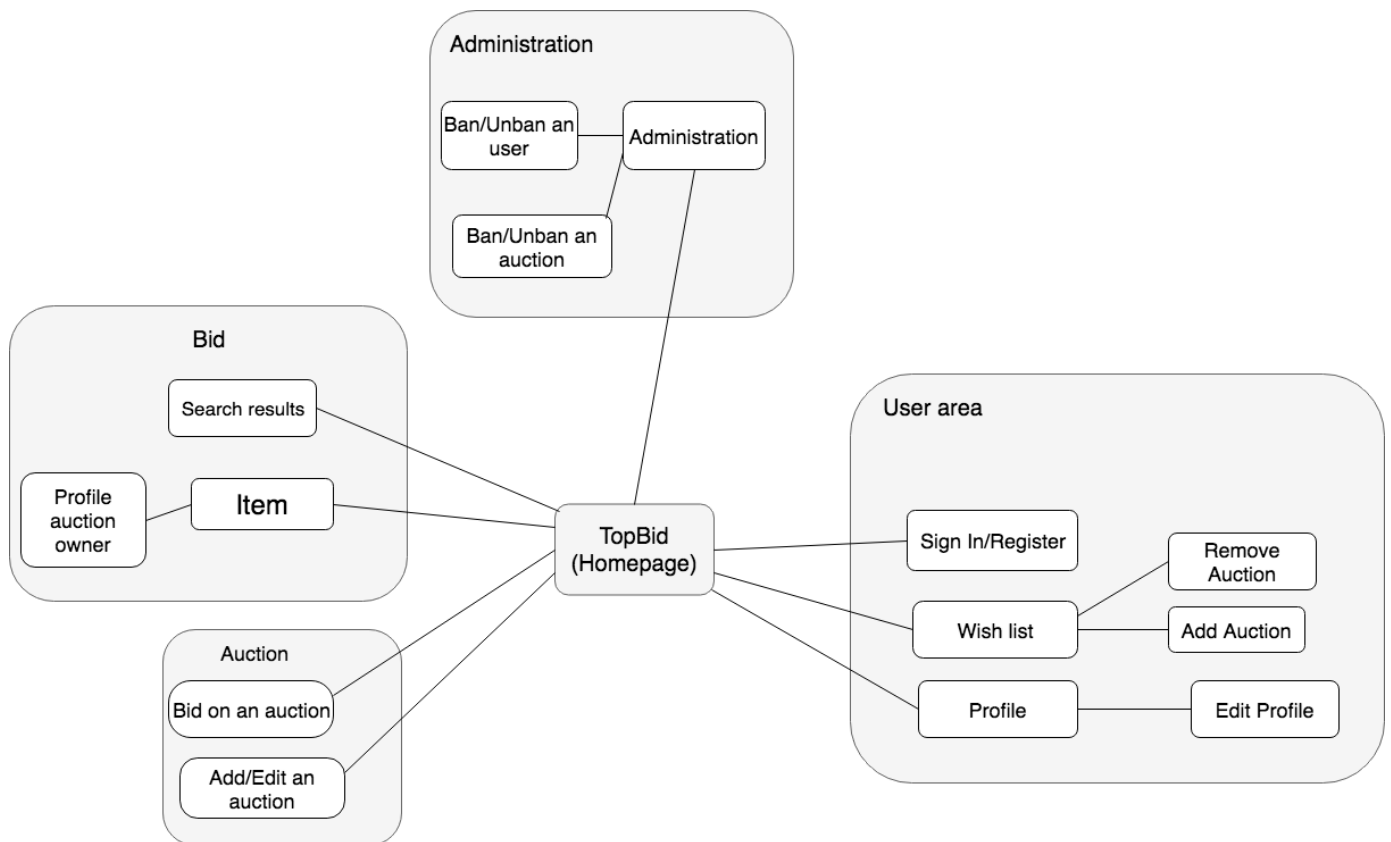 Administration
Ban/Unban an
user
Administration
Ban/Unban an
auction
Bid
Search results
Profile
auction
owner
Item
TopBid
(Homepage)
User area
Sign In/Register
Remove
Auction
Wish list
Add Auction
Profile
Edit Profile
Auction
Bid on an auction
Add/Edit an
auction